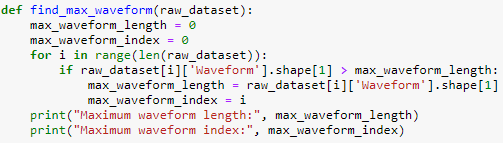 def find_max_waveform(raw_dataset):
    max_waveform_length = 0
    max_waveform_index = 0
    for i in range(len(raw_dataset)):
        if raw_dataset[i]['Waveform'].shape[1] > max_waveform_length:
            max_waveform_length = raw_dataset[i]['Waveform'].shape[1]
            max_waveform_index = i
    print("Maximum waveform length:", max_waveform_length)
    print("Maximum waveform index:", max_waveform_index)